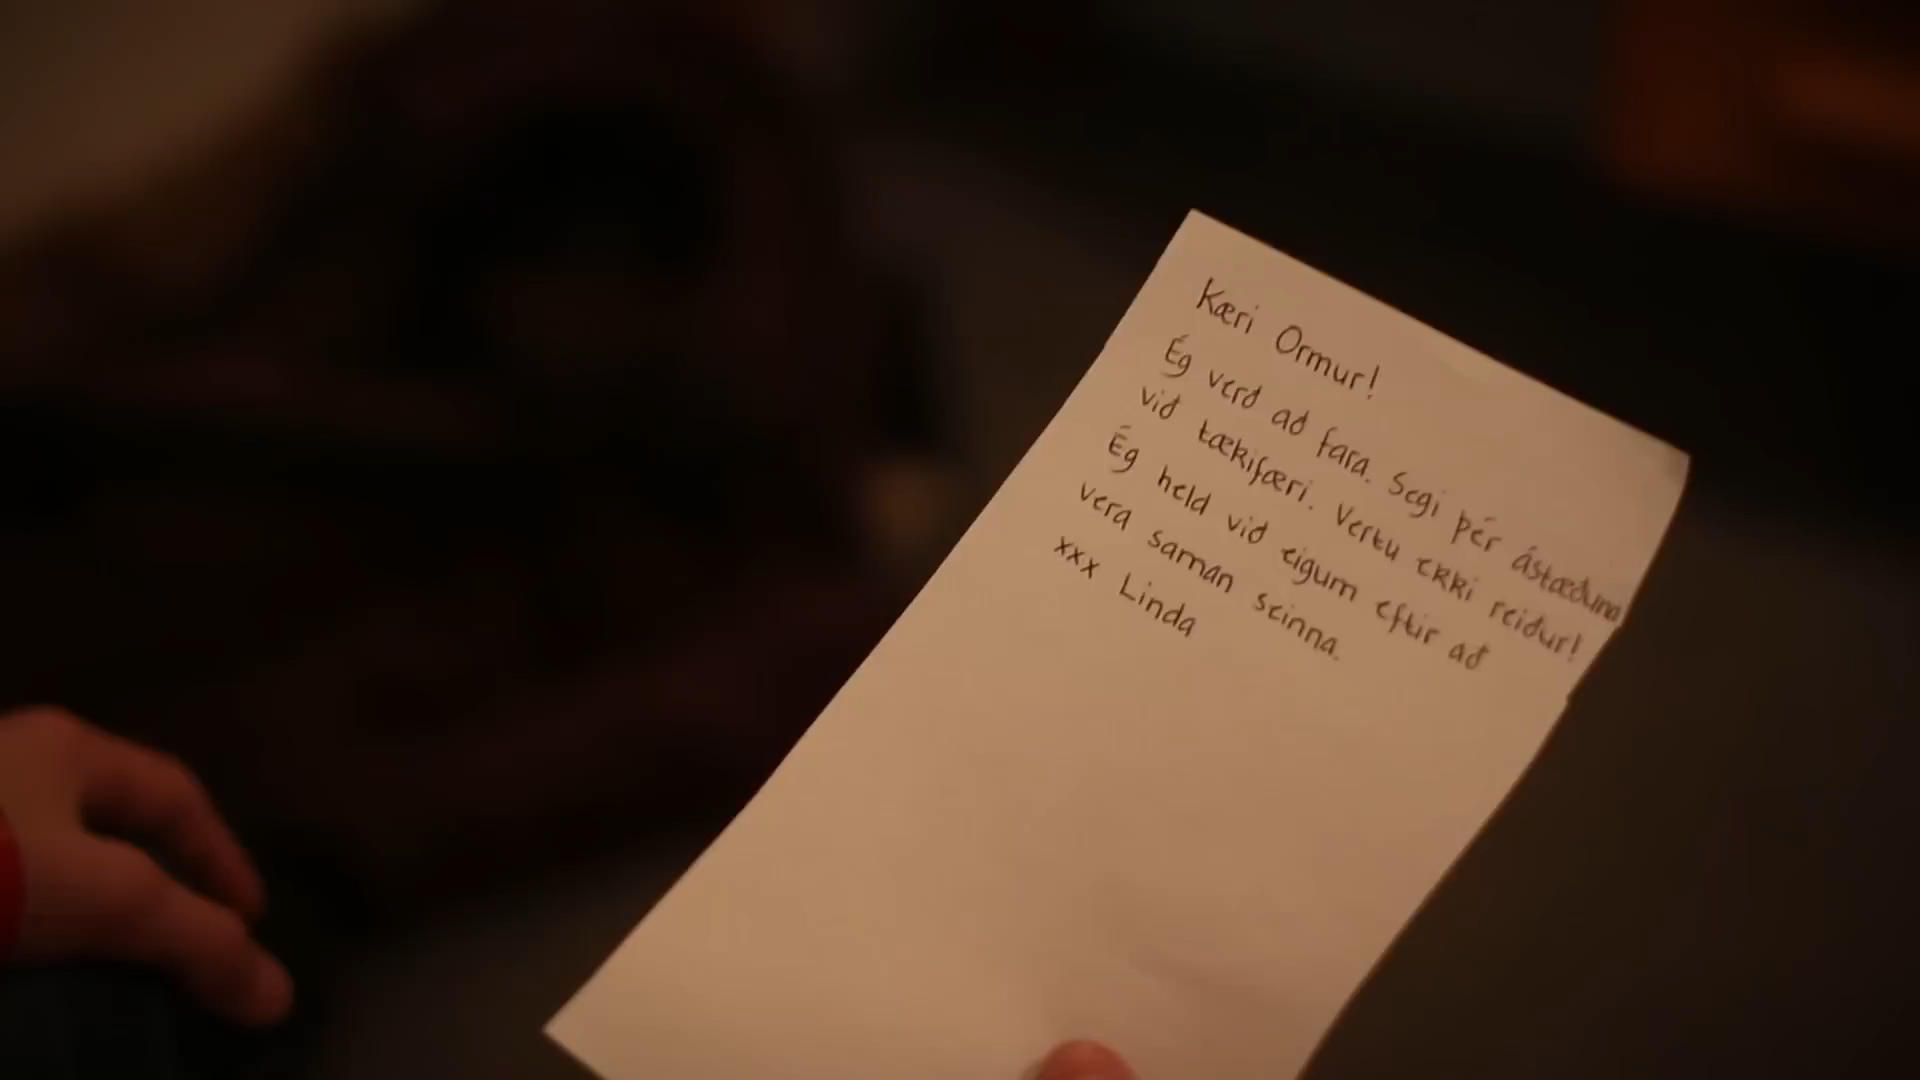 Kæri Ormur!
Ég verð að fara. Segi þér ástæðuna
við tækifæri. Vertu ekki reiður!
Ég held við eigum eftir að
vera saman seinna.
xxx Linda